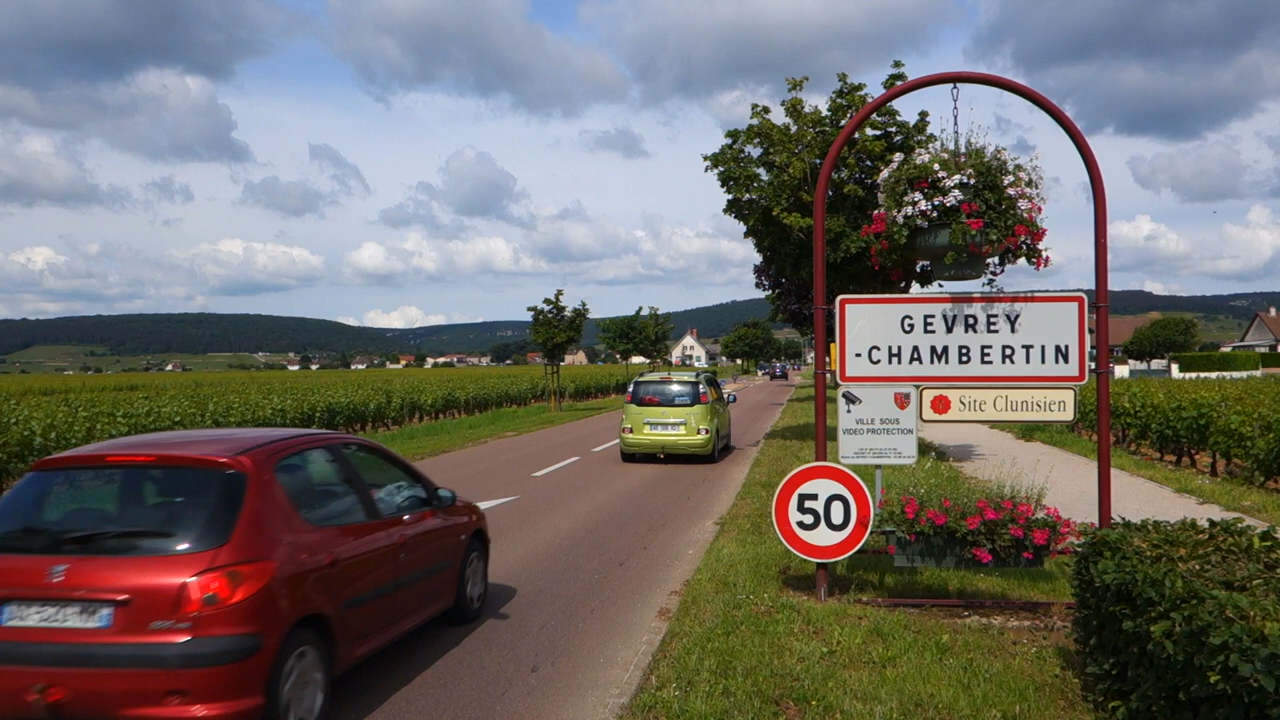 GEVREY
-CHAMBERTIN
VILLE SOUS
VIDEO PROTECTION
Site Clunisien
50